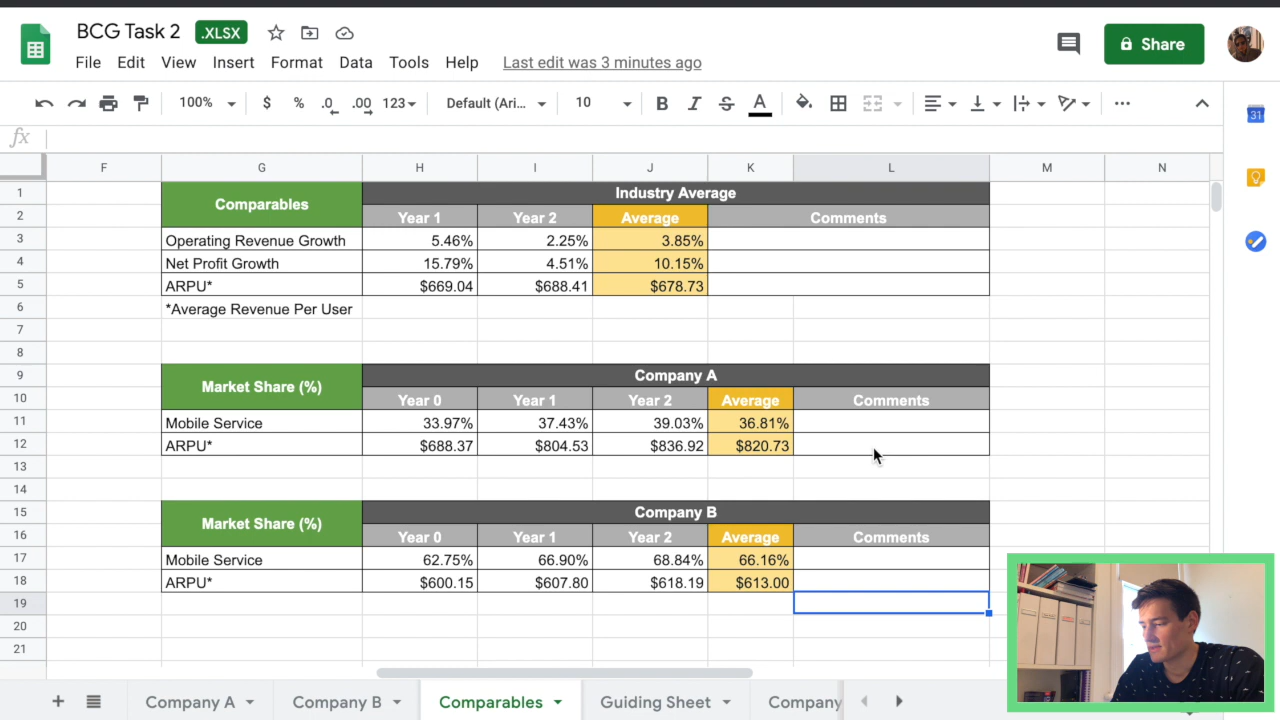 BCG Task 2 .XLSX
Share
File Edit View Insert Format Data Tools Help Last edit was 3 minutes ago
100% $ % .0 .00 123 Default (Ari... 10 B I S A
31
fx
F G H I J K L M N
1 Comparables Industry Average
2 Year 1 Year 2 Average Comments
3 Operating Revenue Growth 5.46% 2.25% 3.85%
4 Net Profit Growth 15.79% 4.51% 10.15%
5 ARPU* $669.04 $688.41 $678.73
6 *Average Revenue Per User
7
8
9 Market Share (%) Company A
10 Year 0 Year 1 Year 2 Average Comments
11 Mobile Service 33.97% 37.43% 39.03% 36.81%
12 ARPU* $688.37 $804.53 $836.92 $820.73
13
14
15 Market Share (%) Company B
16 Year 0 Year 1 Year 2 Average Comments
17 Mobile Service 62.75% 66.90% 68.84% 66.16%
18 ARPU* $600.15 $607.80 $618.19 $613.00
19
20
21
Company A Company B Comparables Guiding Sheet Company